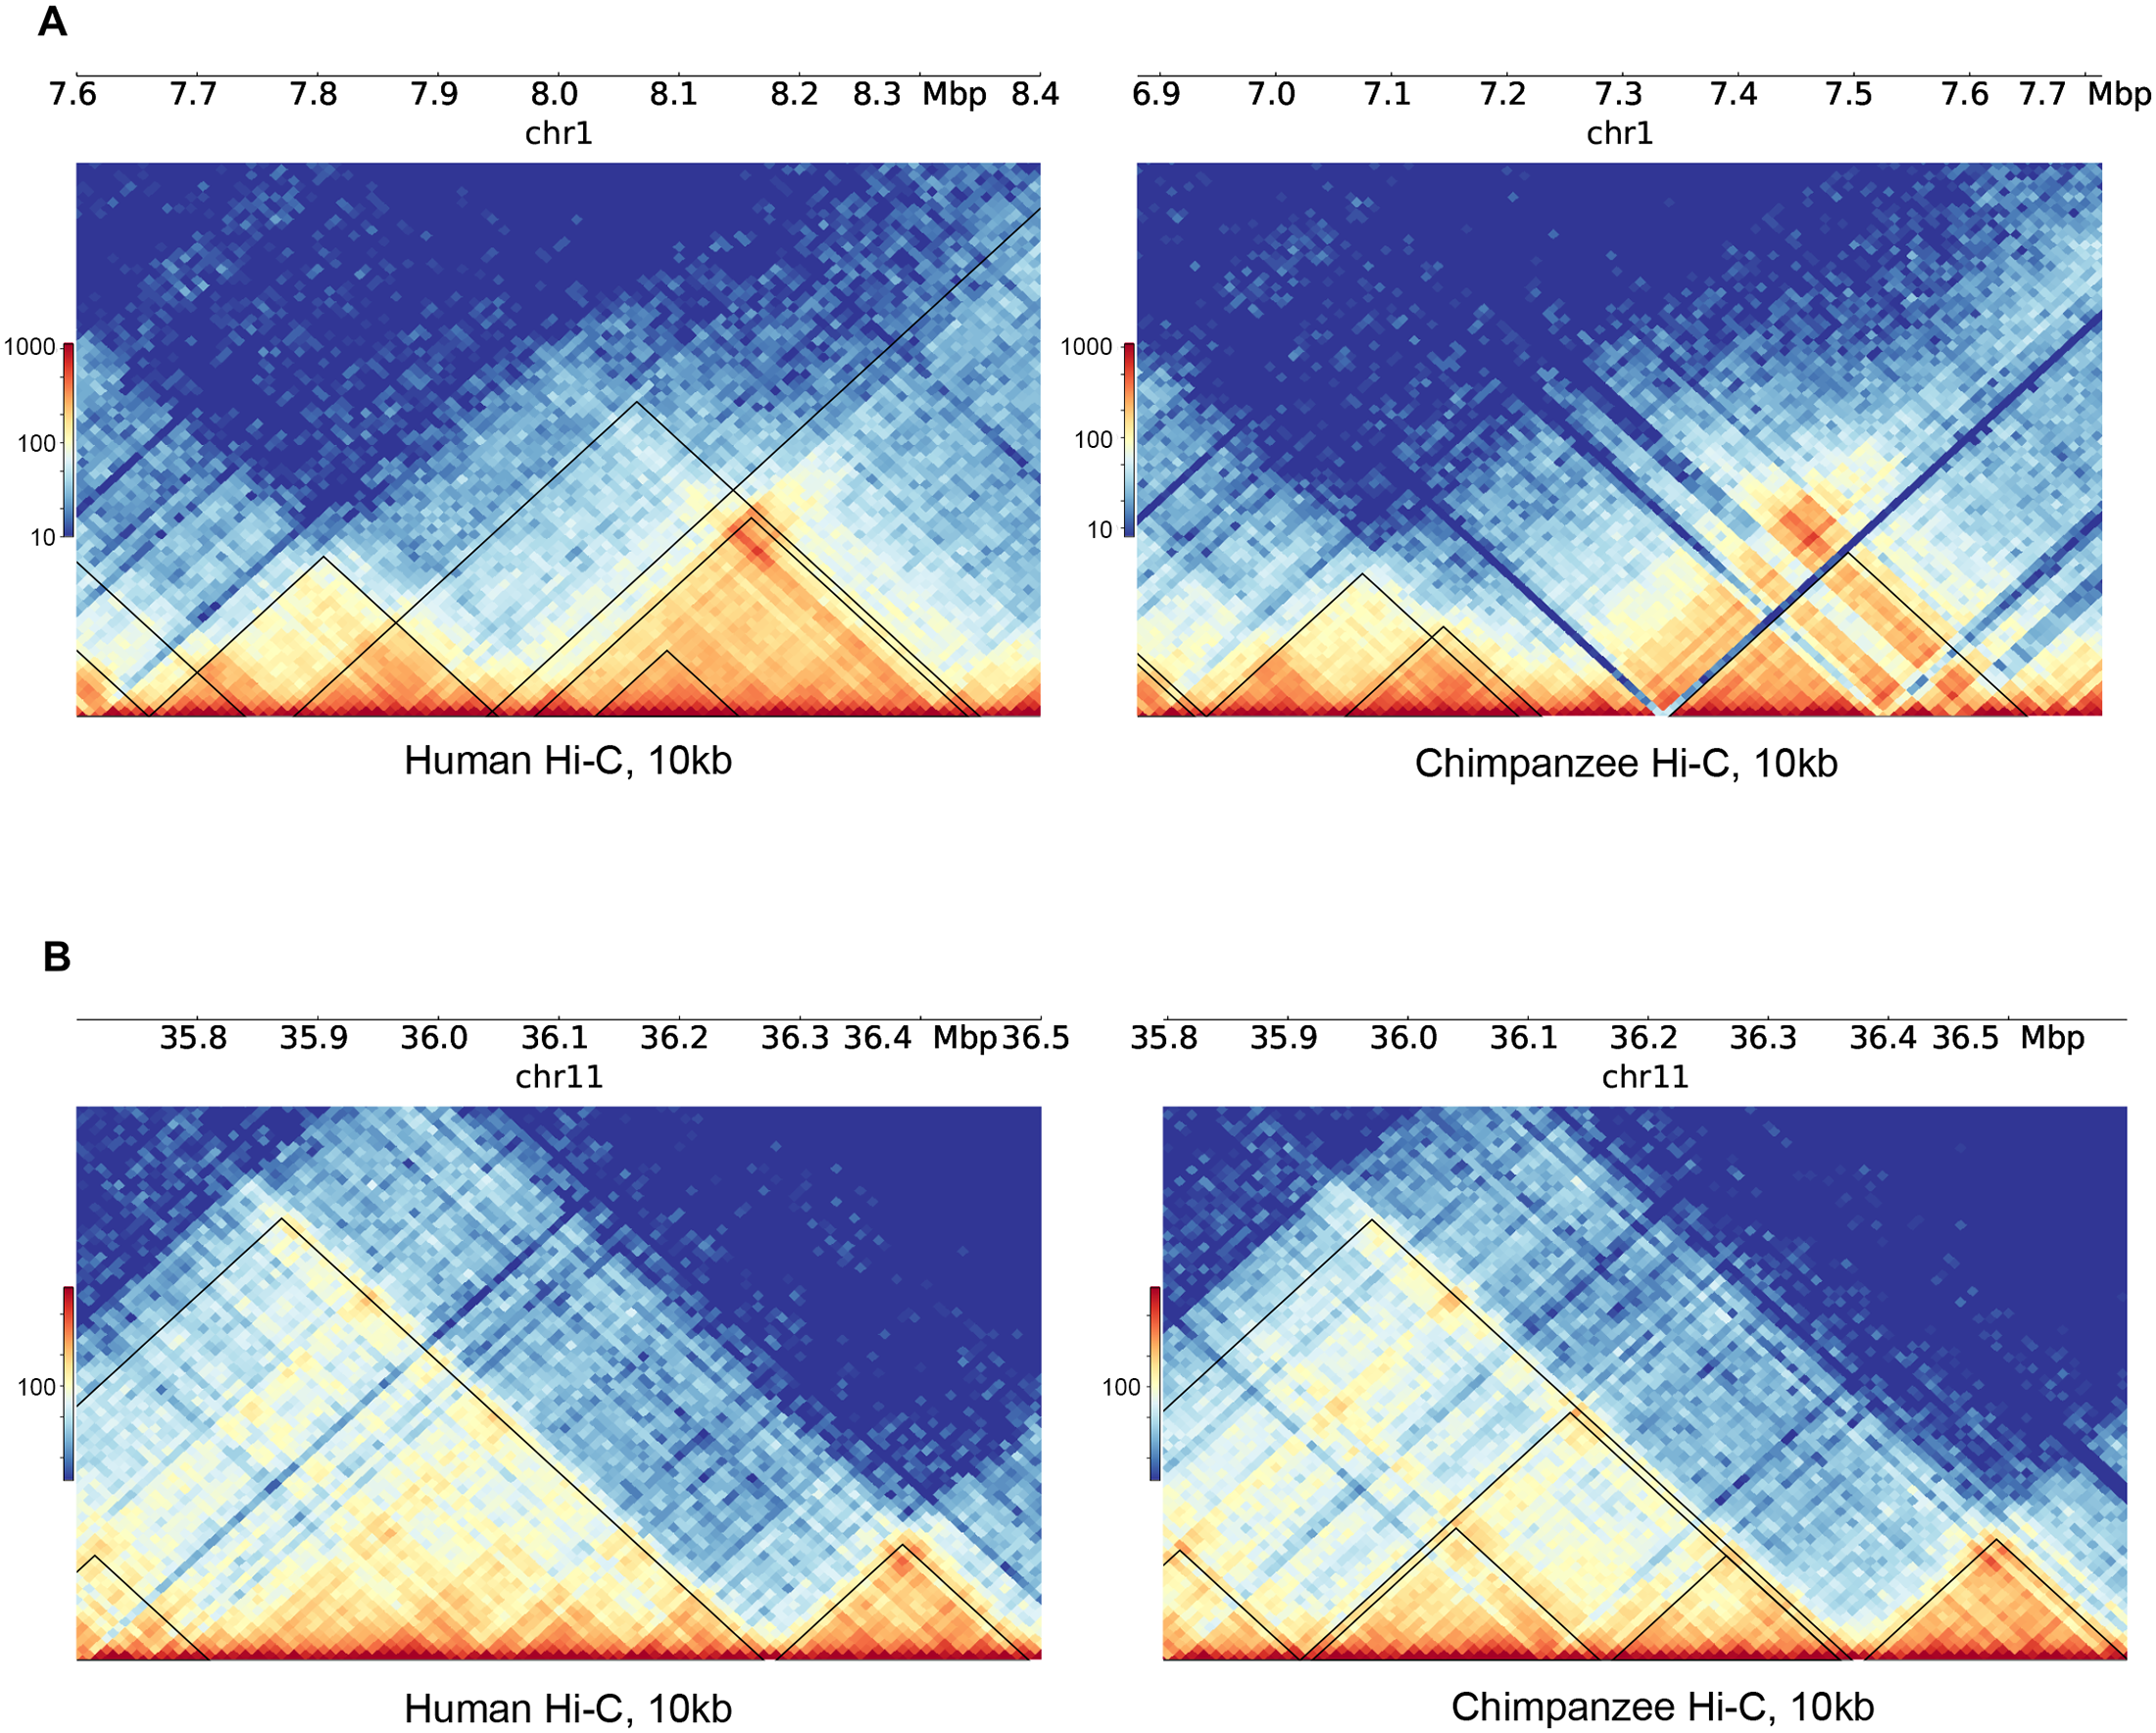 A
7.6 7.7 7.8 7.9 8.0 8.1 8.2 8.3 Mbp 8.4
chr1
6.9 7.0 7.1 7.2 7.3 7.4 7.5 7.6 7.7 Mbp
chr1
1000
100
10
1000
100
10
Human Hi-C, 10kb
Chimpanzee Hi-C, 10kb
B
35.8 35.9 36.0 36.1 36.2 36.3 36.4 Mbp 36.5
chr11
35.8 35.9 36.0 36.1 36.2 36.3 36.4 36.5 Mbp
chr11
100
100
Human Hi-C, 10kb
Chimpanzee Hi-C, 10kb